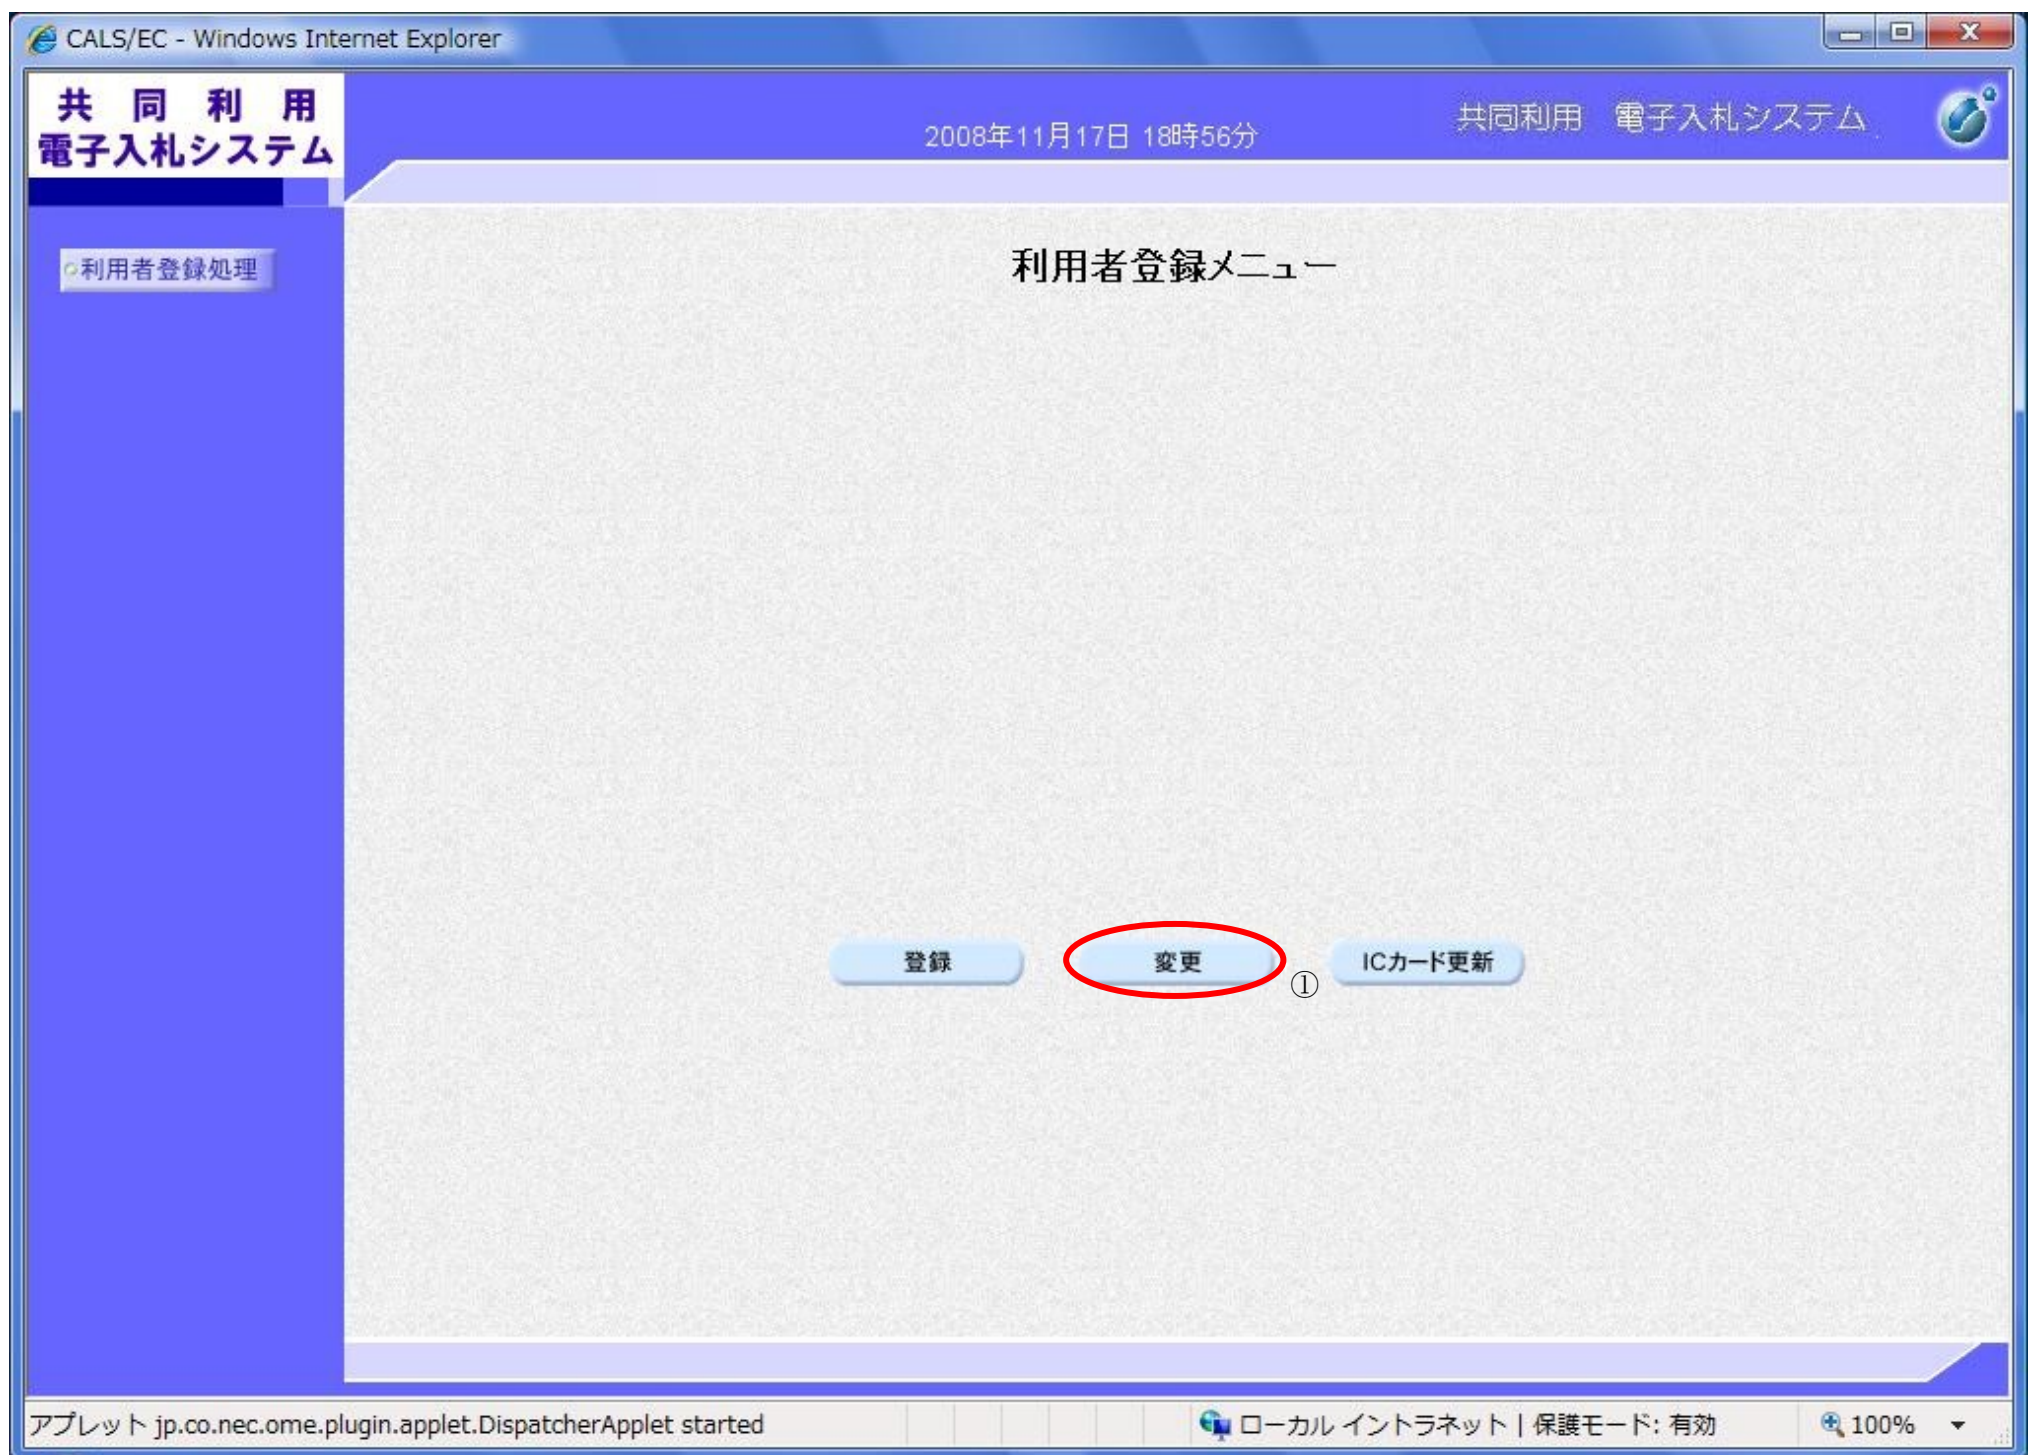 CALS/EC - Windows Internet Explorer
共同利用
電子入札システム
2008年11月17日 18時56分
共同利用 電子入札システム
利用者登録処理
利用者登録メニュー
登録 変更 ① ICカード更新
アプレット jp.co.nec.ome.plugin.applet.DispatcherApplet started
ローカル イントラネット | 保護モード: 有効
100%